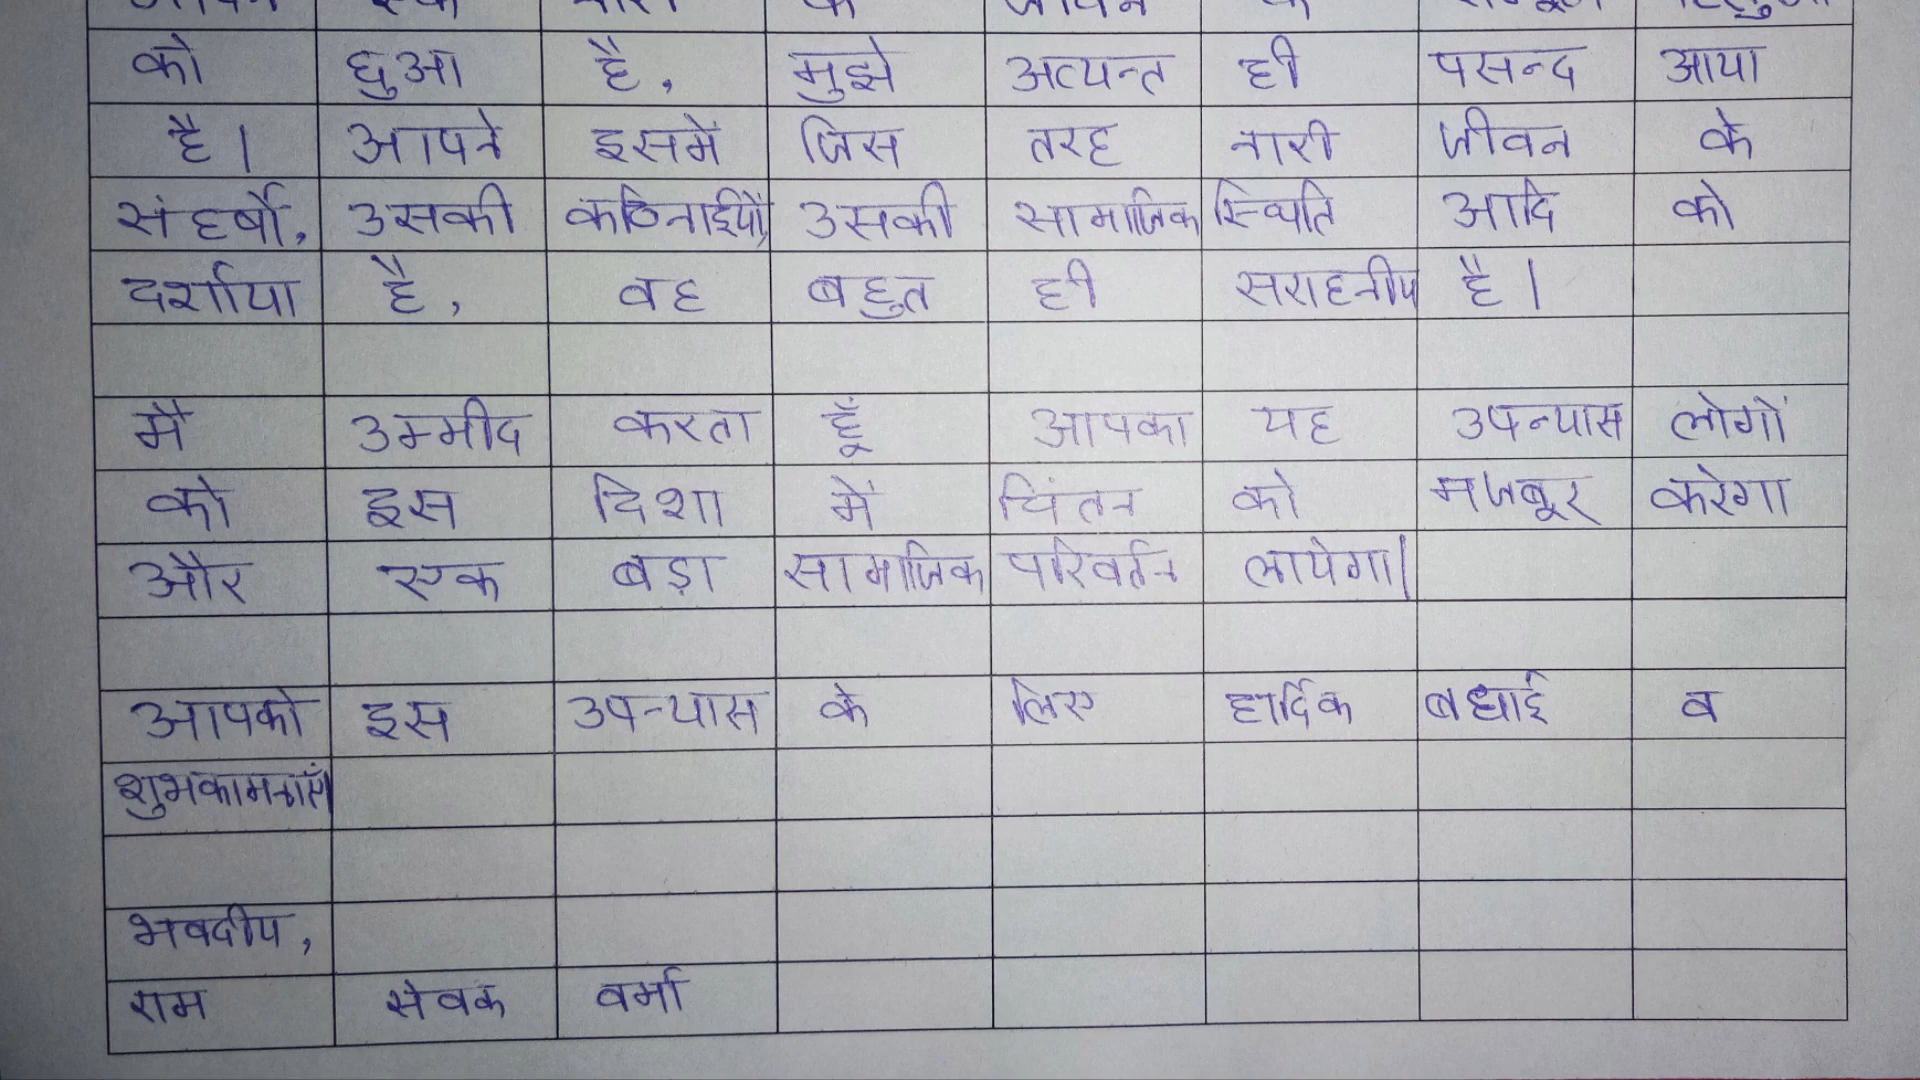 को छुआ है, मुझे अत्यन्त ही पसन्द आया
है। आपने इसमें जिस तरह नारी जीवन के
संहर्षो, उसकी कठिनाईयों, उसकी सामाजिक स्थिति आदि को
दर्शाया है, वह बहुत ही सराहनीय है।
मैं उम्मीद करता हूँ आपका यह उपन्यास लोगों
को इस दिशा में चिंतन को मजबूर करेगा
और एक बड़ा सामाजिक परिवर्तन लायेगा।
आपको इस उपन्यास के लिए हार्दिक बधाई व
शुभकामनाएँ।
भवदीय,
राम सेवक वर्मा